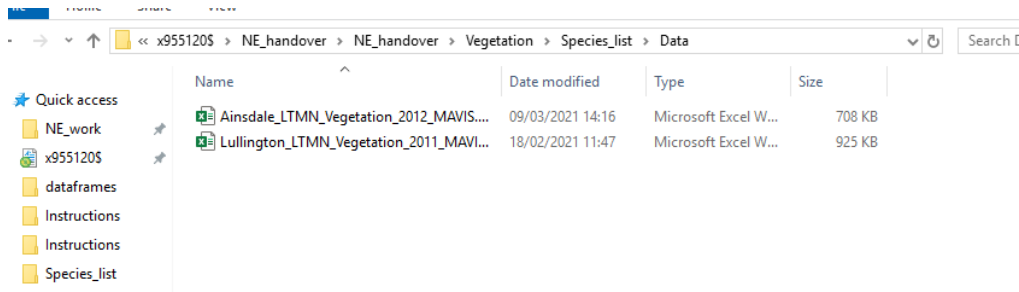 Home Share View
« x955120$ > NE_handover > NE_handover > Vegetation > Species_list > Data
Search
Name Date modified Type Size
Quick access
Ainsdale_LTMN_Vegetation_2012_MAVIS.... 09/03/2021 14:16 Microsoft Excel W... 708 KB
NE_work
Lullington_LTMN_Vegetation_2011_MAVI... 18/02/2021 11:47 Microsoft Excel W... 925 KB
x955120$
dataframes
Instructions
Instructions
Species_list